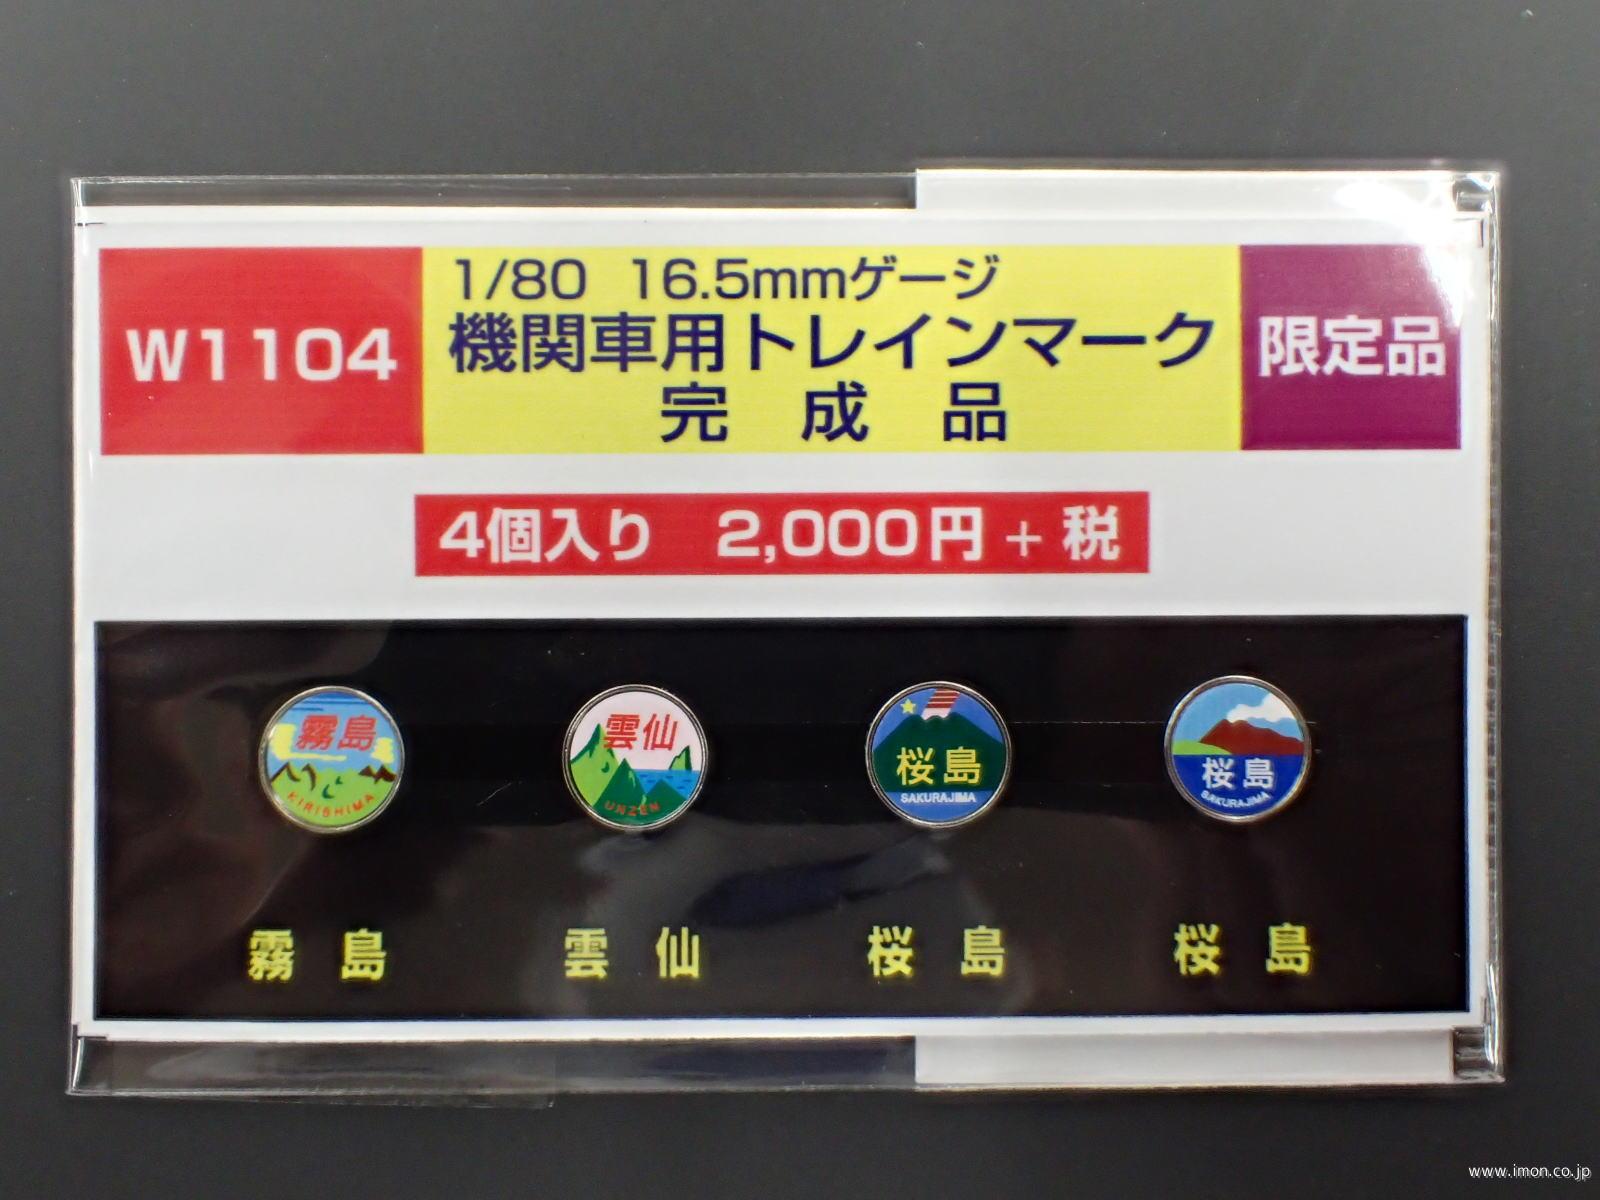 W1104
1/80 16.5mmゲージ
機関車用トレインマーク
完成品
限定品
4個入り 2,000円 + 税
霧島
KIRISHIMA
雲仙
UNZEN
桜島
SAKURAJIMA
桜島
SAKURAJIMA
霧島 雲仙 桜島 桜島
www.imon.co.jp